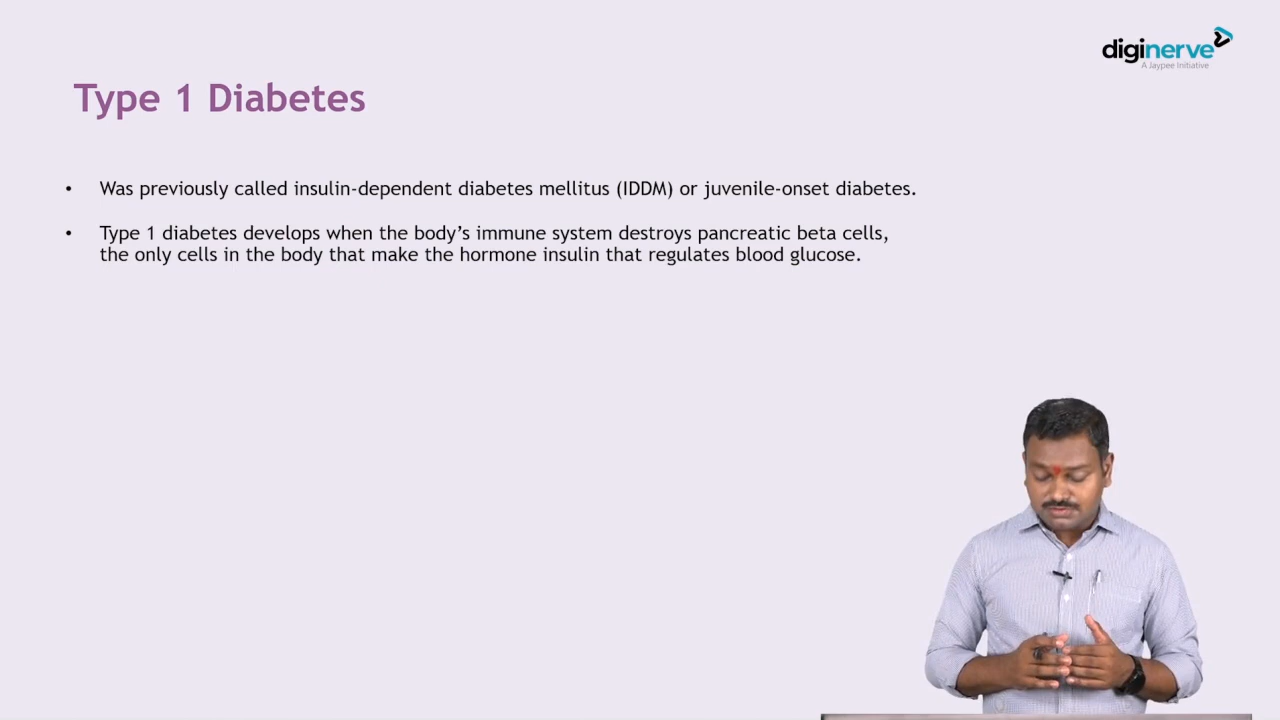 diginerve
A Jaypee Initiative
Type 1 Diabetes
• Was previously called insulin-dependent diabetes mellitus (IDDM) or juvenile-onset diabetes.
• Type 1 diabetes develops when the body’s immune system destroys pancreatic beta cells,
the only cells in the body that make the hormone insulin that regulates blood glucose.